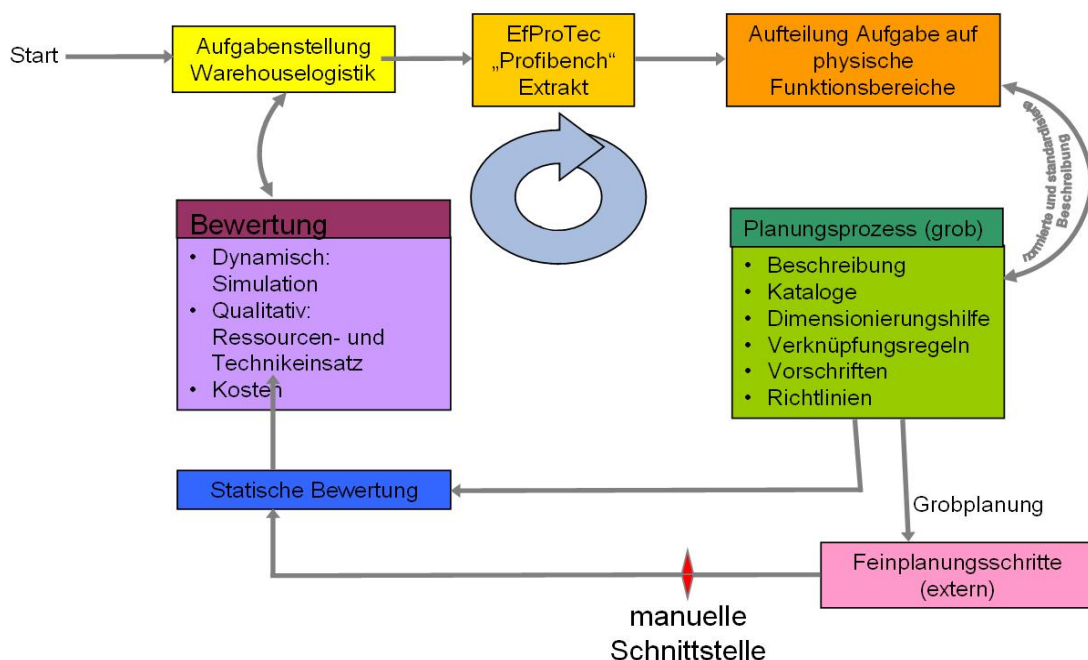 Start
Aufgabenstellung
Warehouselogistik
EfProTec
„Profibench“
Extrakt
Aufteilung Aufgabe auf
physische
Funktionsbereiche
normierte und standardisierte
Beschreibung
Bewertung
• Dynamisch:
Simulation
• Qualitativ:
Ressourcen- und
Technikeinsatz
• Kosten
Planungsprozess (grob)
• Beschreibung
• Kataloge
• Dimensionierungshilfe
• Verknüpfungsregeln
• Vorschriften
• Richtlinien
Statische Bewertung
Grobplanung
Feinplanungsschritte
(extern)
manuelle
Schnittstelle